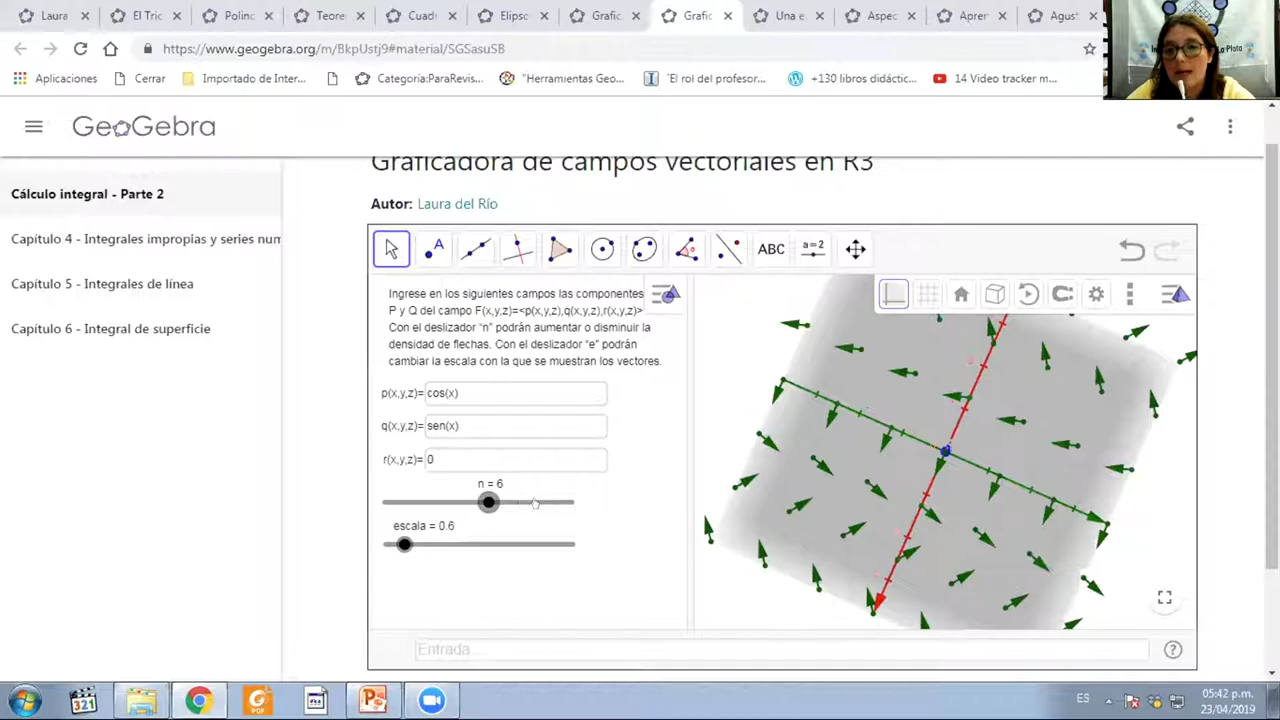 Laura
El Tric
Polinc
Teore
Cuad
Elipse
Grafic
Grafic
Una e
Aspec
Apren
Agust
https://www.geogebra.org/m/BkpUstj9#material/SGSasuSB
La Plata
Aplicaciones
Cerrar
Importado de Inter...
Categoría:ParaRevis...
"Herramientas Geo...
"El rol del profesor...
+130 libros didáctic...
14 Video tracker m...
GeoGebra
Graficadora de campos vectoriales en R3
Cálculo integral - Parte 2
Capítulo 4 - Integrales impropias y series num
Capítulo 5 - Integrales de línea
Capítulo 6 - Integral de superficie
Autor: Laura del Río
ABC
a=2
Ingrese en los siguientes campos las componentes
P y Q del campo F(x,y,z)=<p(x,y,z),q(x,y,z),r(x,y,z)>
Con el deslizador "n" podrán aumentar o disminuir la
densidad de flechas. Con el deslizador "e" podrán
cambiar la escala con la que se muestran los vectores.
p(x,y,z)= cos(x)
q(x,y,z)= sen(x)
r(x,y,z)= 0
n = 6
escala = 0.6
Entrada...
321
PDF
ES
05:42 p.m.
23/04/2019